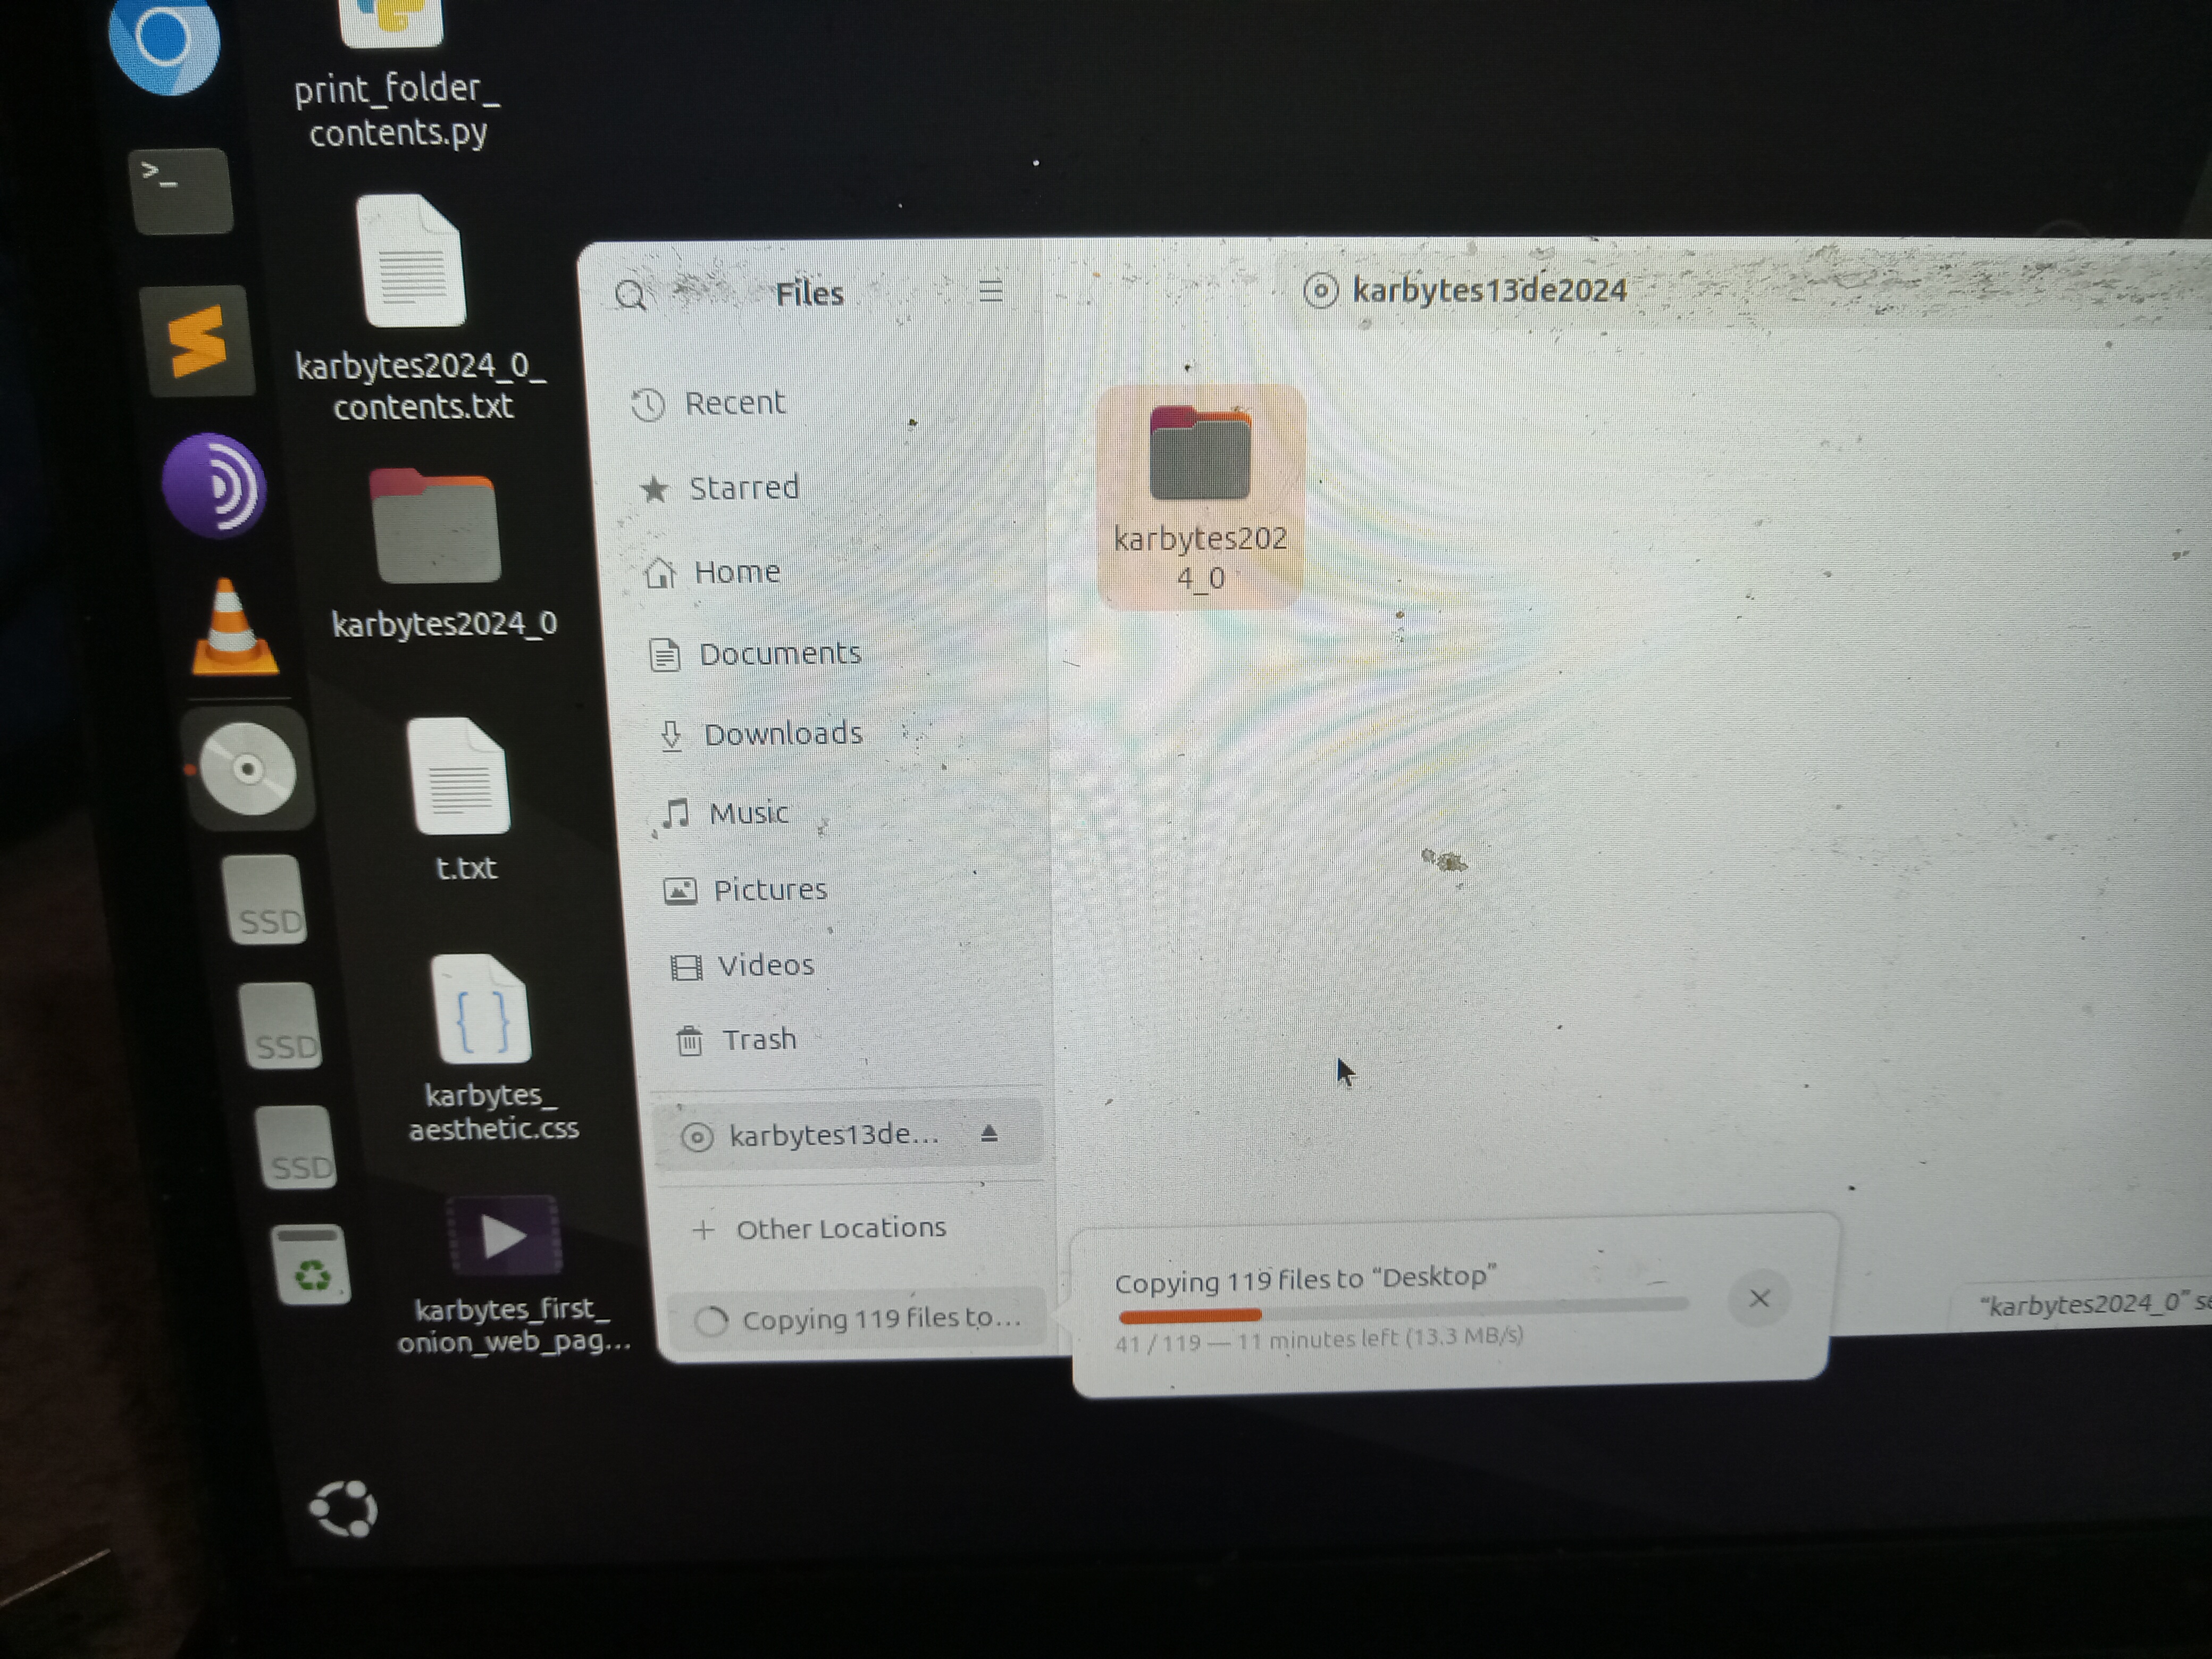 print_folder_
contents.py
>_
karbytes2024_0_
contents.txt
karbytes2024_0
t.txt
SSD
SSD
SSD
karbytes_
aesthetic.css
karbytes_first_
onion_web_pag...
Files
karbytes13de2024
Recent
Starred
Home
Documents
Downloads
Music
Pictures
Videos
Trash
karbytes13de...
Other Locations
Copying 119 files to...
karbytes202
4_0
Copying 119 files to “Desktop”
41 / 119 — 11 minutes left (13.3 MB/s)
“karbytes2024_0”